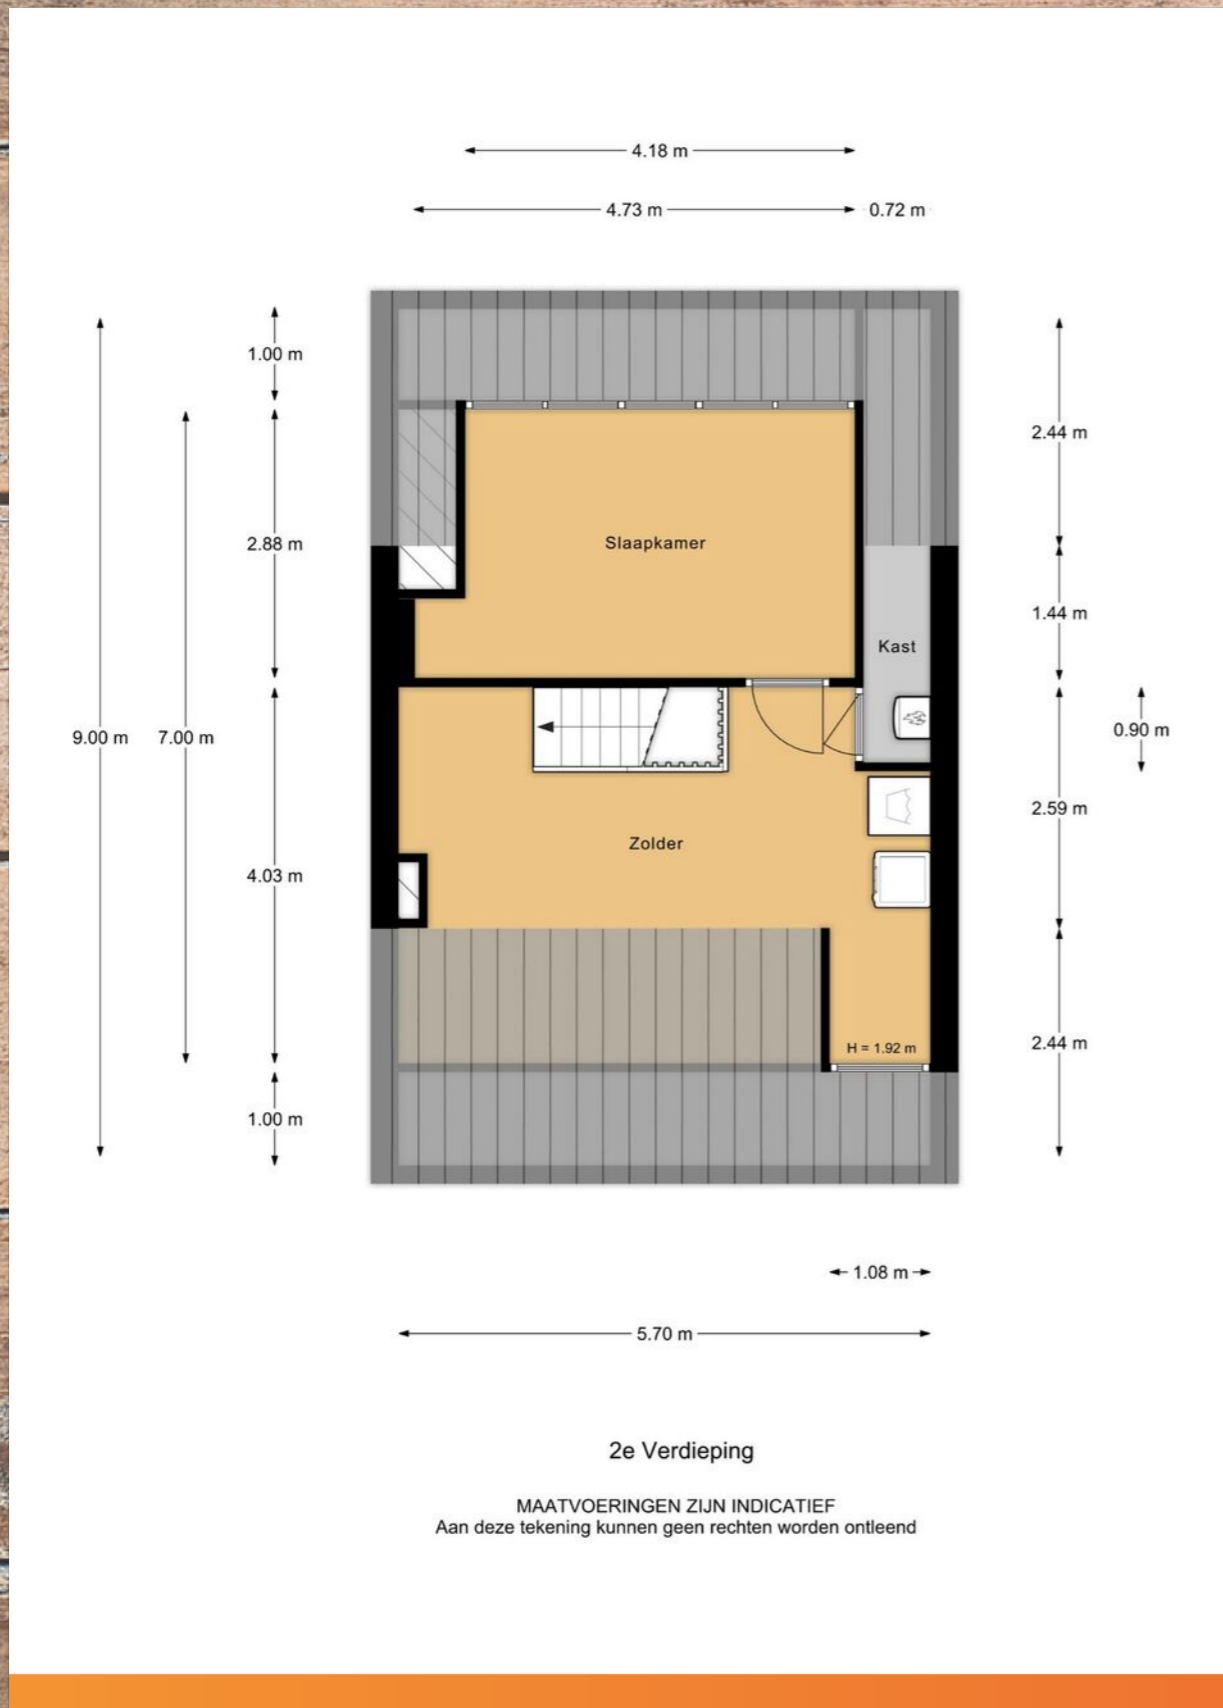 4.18 m
4.73 m
0.72 m
1.00 m
2.44 m
2.88 m
Slaapkamer
1.44 m
Kast
9.00 m
7.00 m
0.90 m
2.59 m
Zolder
4.03 m
2.44 m
H = 1.92 m
1.00 m
1.08 m
5.70 m
2e Verdieping
MAATVOERINGEN ZIJN INDICATIEF
Aan deze tekening kunnen geen rechten worden ontleend